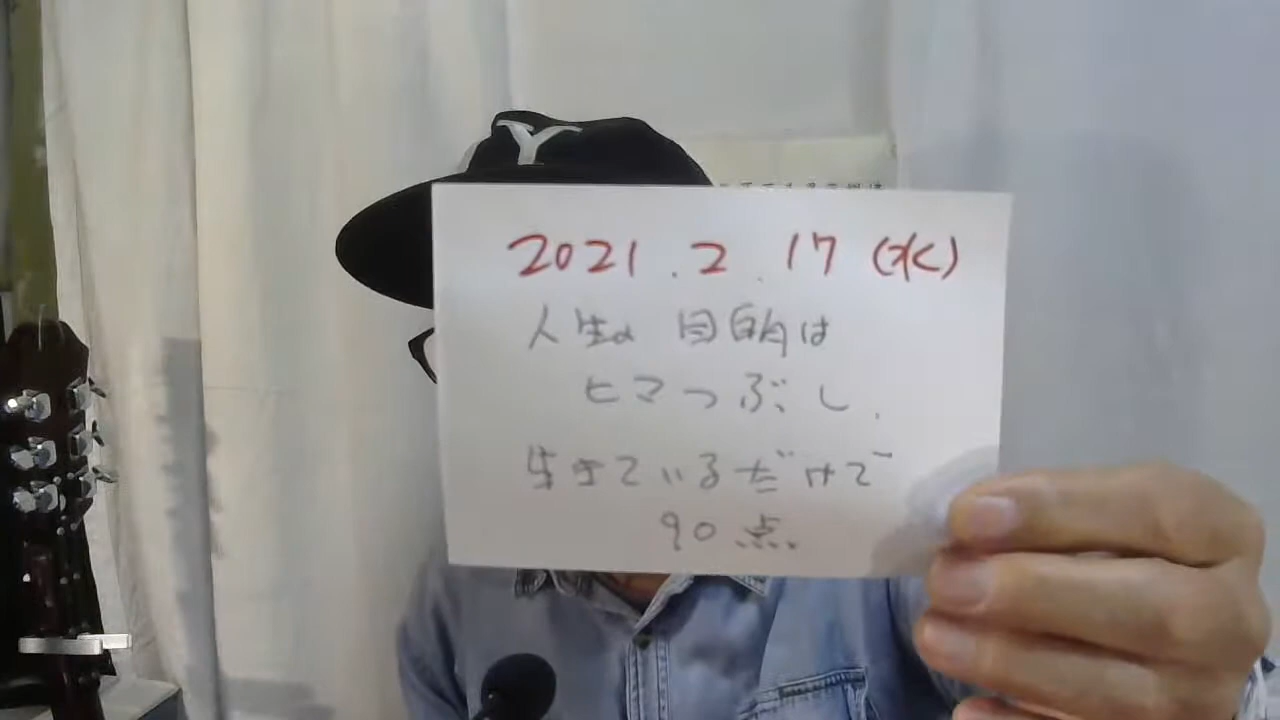 Y
2021.2.17(水)
人生の目的は
ヒマつぶし.
生きているだけで
90点.